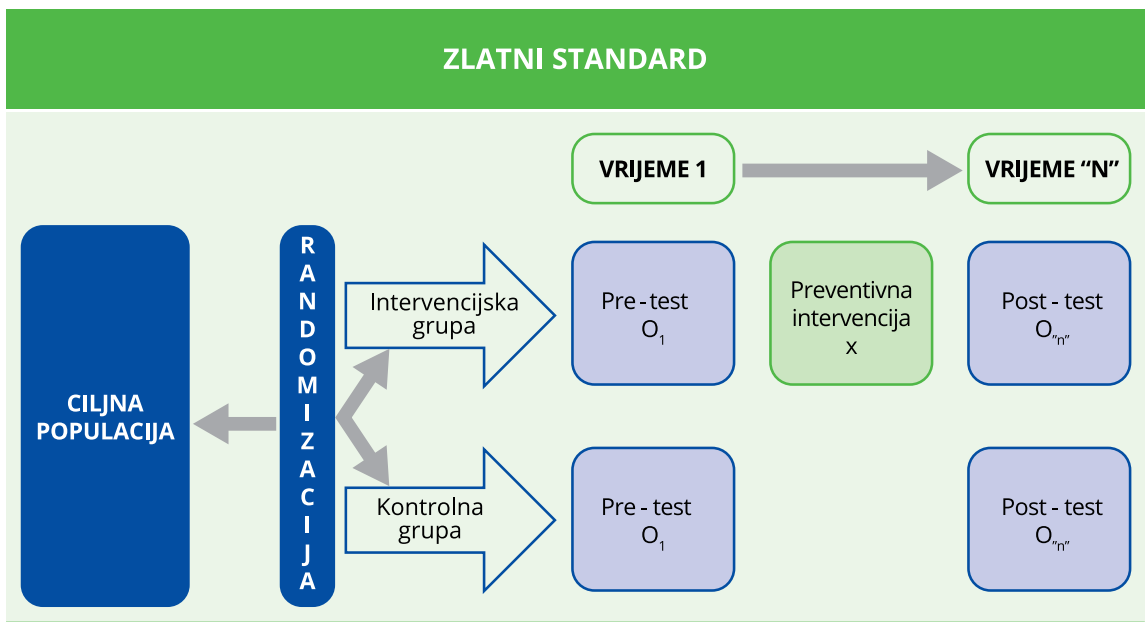 ZLATNI STANDARD
VRIJEME 1
VRIJEME “N”
CILJNA
POPULACIJA
RANDOMIZACIJA
Intervencijska
grupa
Pre - test
O₁
Preventivna
intervencija
x
Post - test
O"n"
Kontrolna
grupa
Pre - test
O₁
Post - test
O"n"